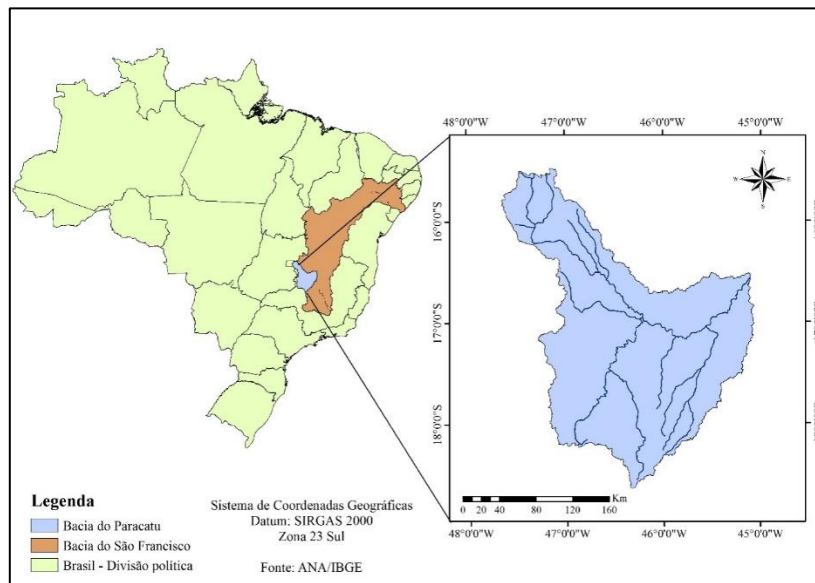 48°0'0"W 47°0'0"W 46°0'0"W 45°0'0"W
N
W E
S
16°0'0"S
17°0'0"S
18°0'0"S
Km
0 20 40 80 120 160
48°0'0"W 47°0'0"W 46°0'0"W 45°0'0"W
Legenda
Bacia do Paracatu
Bacia do São Francisco
Brasil - Divisão política
Sistema de Coordenadas Geográficas
Datum: SIRGAS 2000
Zona 23 Sul
Fonte: ANA/IBGE